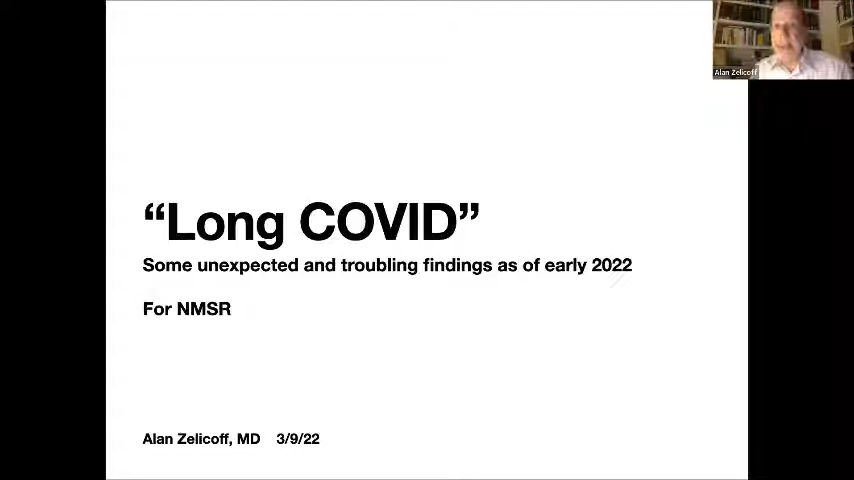 Alan Zelicoff
“Long COVID”
Some unexpected and troubling findings as of early 2022
For NMSR
Alan Zelicoff, MD 3/9/22